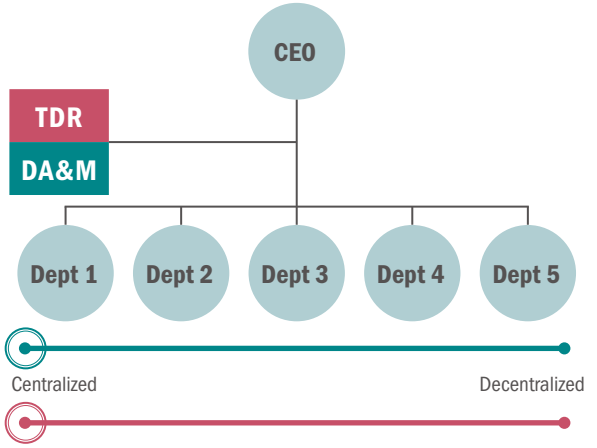 CEO
TDR
DA&M
Dept 1 Dept 2 Dept 3 Dept 4 Dept 5
Centralized Decentralized